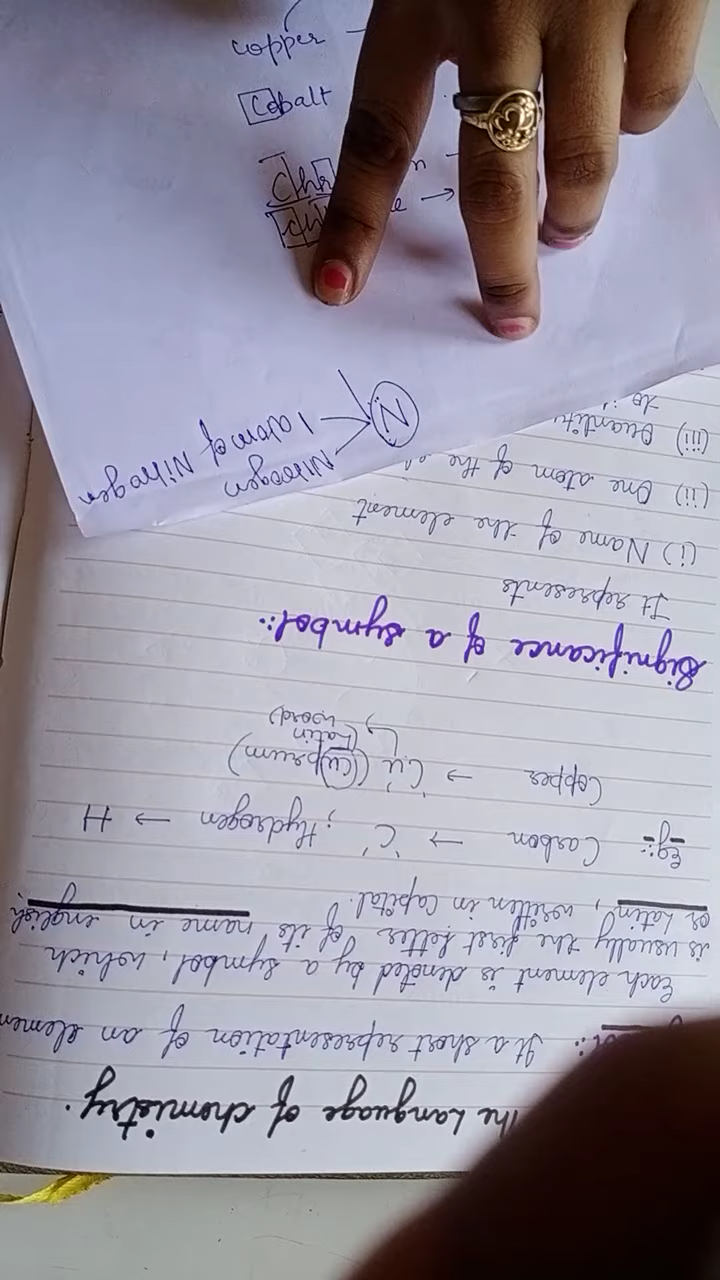 The Language of chemistry.
It a short representation of an elemen
Each element is denoted by a symbol, which
is usually the first letter of its name in english
or Latin, written in capital.
Eg:- Carbon → 'C' ; Hydrogen → H
Copper → 'Cu' (Cuprum)
↳ Latin
word
Significance of a symbol:
It represents
(i) Name of the element
(ii) One atom of the
(iii) Quantity
to
copper
Cobalt
N
Nitrogen
1 atom of Nitrogen